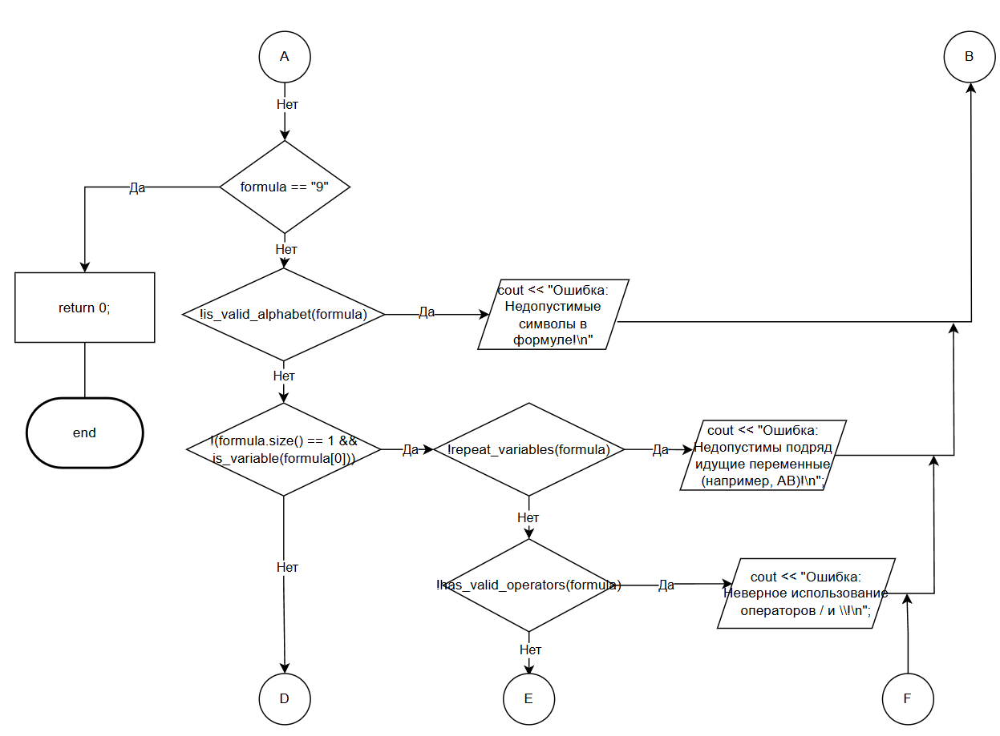 A
B
Нет
formula == "9"
Да
Нет
return 0;
!is_valid_alphabet(formula)
Да
cout << "Ошибка:
Недопустимые
символы в
формуле!\n"
Нет
end
!(formula.size() == 1 &&
is_variable(formula[0]))
Да
!repeat_variables(formula)
Да
cout << "Ошибка:
Недопустимы подряд
идущие переменные
(например, AB)!\n";
Нет
Нет
!has_valid_operators(formula)
Да
cout << "Ошибка:
Неверное использование
операторов / и \\!\n";
Нет
D
E
F